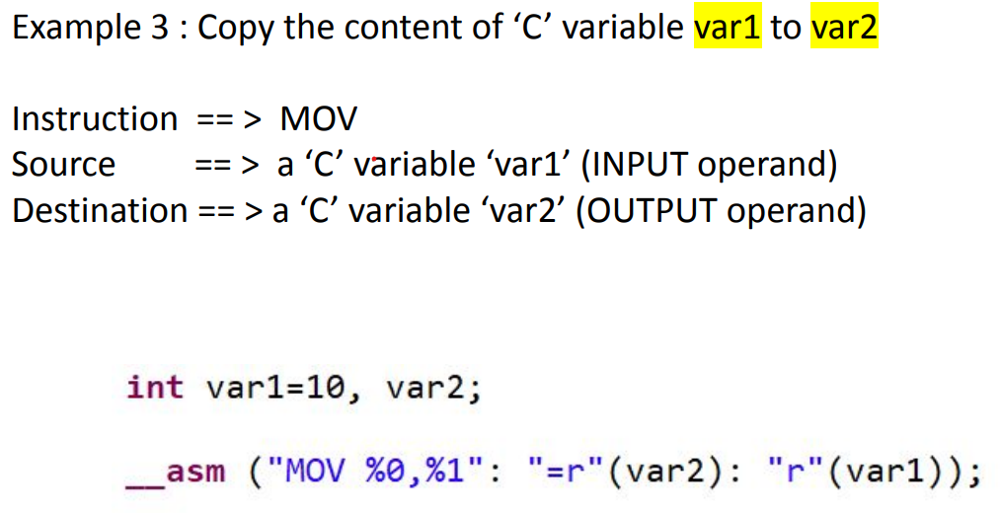 Example 3 : Copy the content of ‘C’ variable var1 to var2
Instruction == > MOV
Source == > a ‘C’ variable ‘var1’ (INPUT operand)
Destination == > a ‘C’ variable ‘var2’ (OUTPUT operand)
int var1=10, var2;
__asm ("MOV %0,%1": "=r"(var2): "r"(var1));